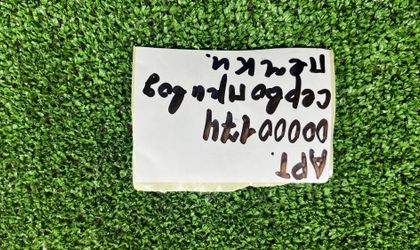 АРТ.
00000174
сервопривод
печки.